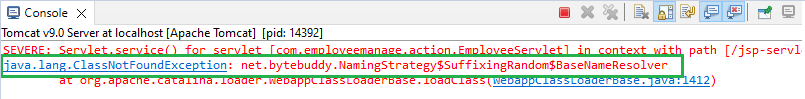 Console
Tomcat v9.0 Server at localhost [Apache Tomcat] [pid: 14392]
SEVERE: Servlet.service() for servlet [com.employeemanage.action.EmployeeServlet] in context with path [/jsp-serv
java.lang.ClassNotFoundException: net.bytebuddy.NamingStrategy$SuffixingRandom$BaseNameResolver
at org.apache.catalina.loader.WebappClassLoaderBase.loadClass(WebappClassLoaderBase.java:1412)